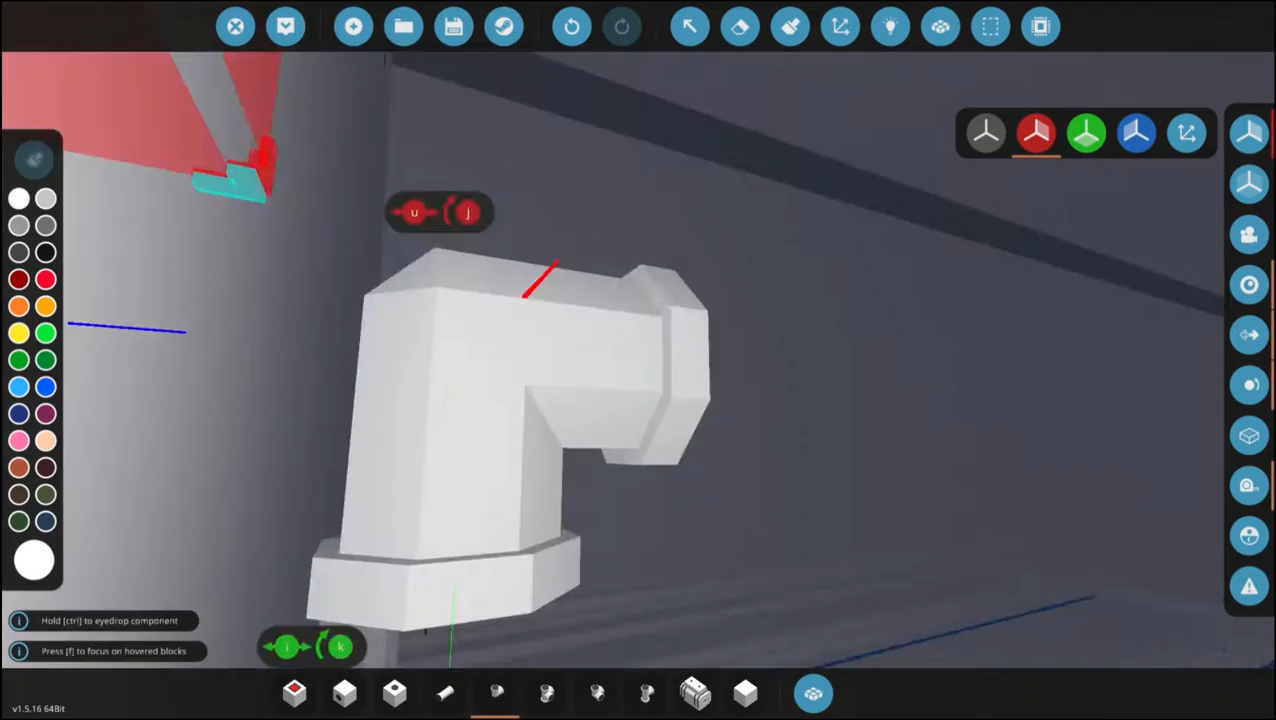 u
j
Hold [ctrl] to eyedrop component
i
k
Press [f] to focus on hovered blocks
v1.5.16 64Bit